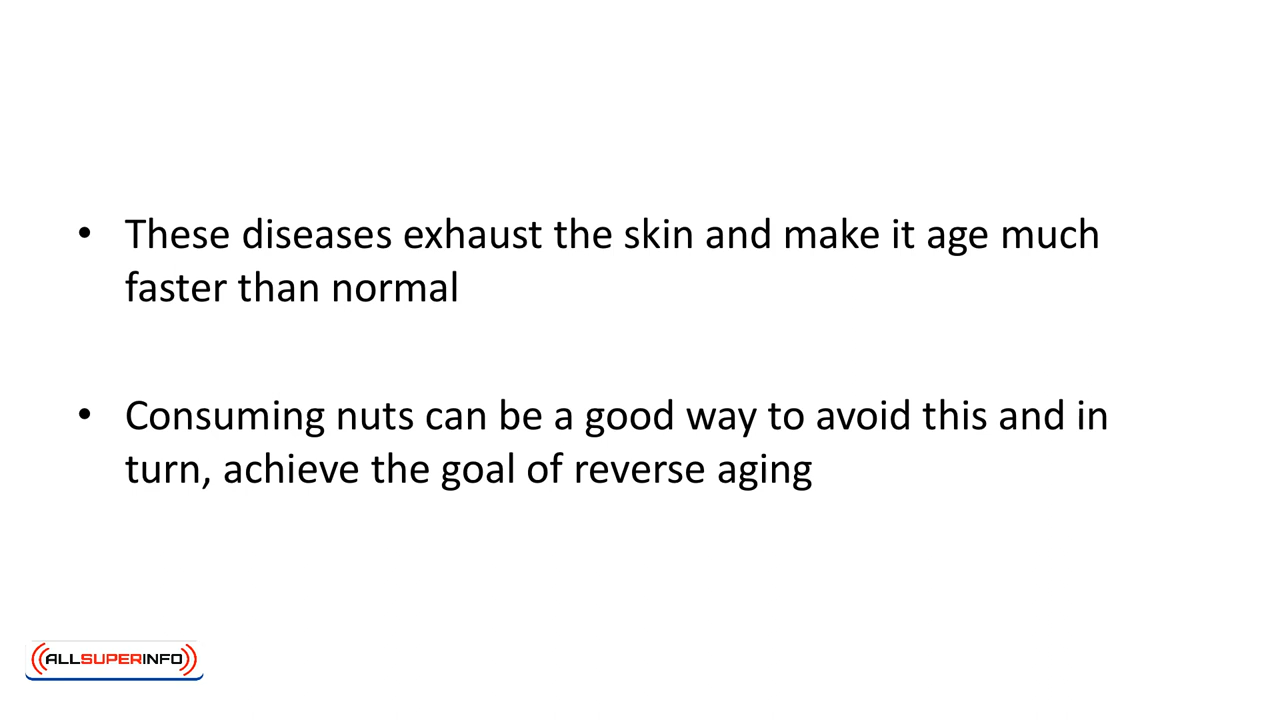 • These diseases exhaust the skin and make it age much
faster than normal
• Consuming nuts can be a good way to avoid this and in
turn, achieve the goal of reverse aging
ALLSUPERINFO